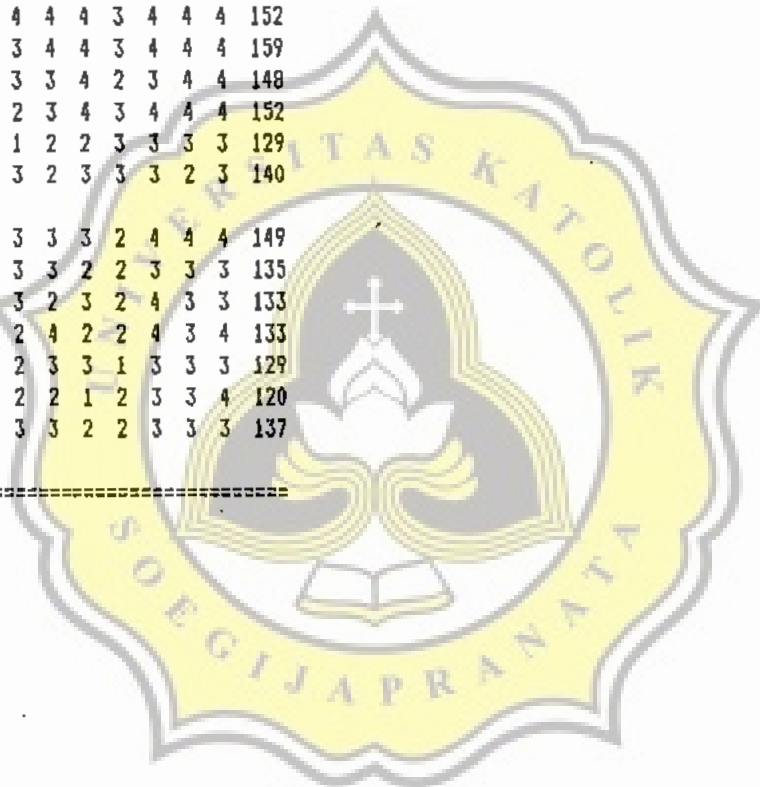 4 4 4 3 4 4 4 152
3 4 4 3 4 4 4 159
3 3 4 2 3 4 4 148
2 3 4 3 4 4 4 152
1 2 2 3 3 3 3 129
3 2 3 3 3 2 3 140
3 3 3 2 4 4 4 149
3 3 2 2 3 3 3 135
3 2 3 2 4 3 3 133
2 4 2 2 4 3 4 133
2 3 3 1 3 3 3 129
2 2 1 2 3 3 4 120
3 3 2 2 3 3 3 137
UNIVERSITAS KATOLIK
SOEGIJAPRANATA